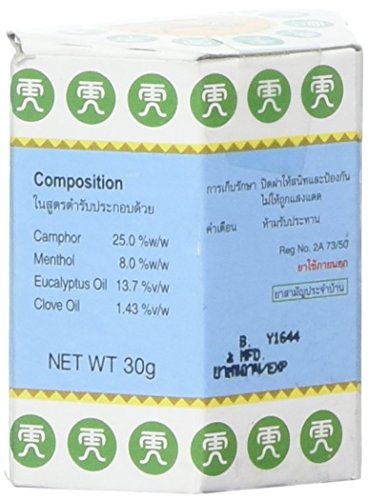 Composition
ในสูตรตำรับประกอบด้วย
Camphor 25.0 %w/w
Menthol 8.0 %w/w
Eucalyptus Oil 13.7 %v/w
Clove Oil 1.43 %v/w
NET WT 30g
การเก็บรักษา ปิดฝาให้สนิทและป้องกัน
ไม่ให้ถูกแสงแดด
คำเตือน ห้ามรับประทาน
Reg No. 2A 73/50
ยาใช้ภายนอก
ยาสามัญประจำบ้าน
B. Y1644
& MFD.